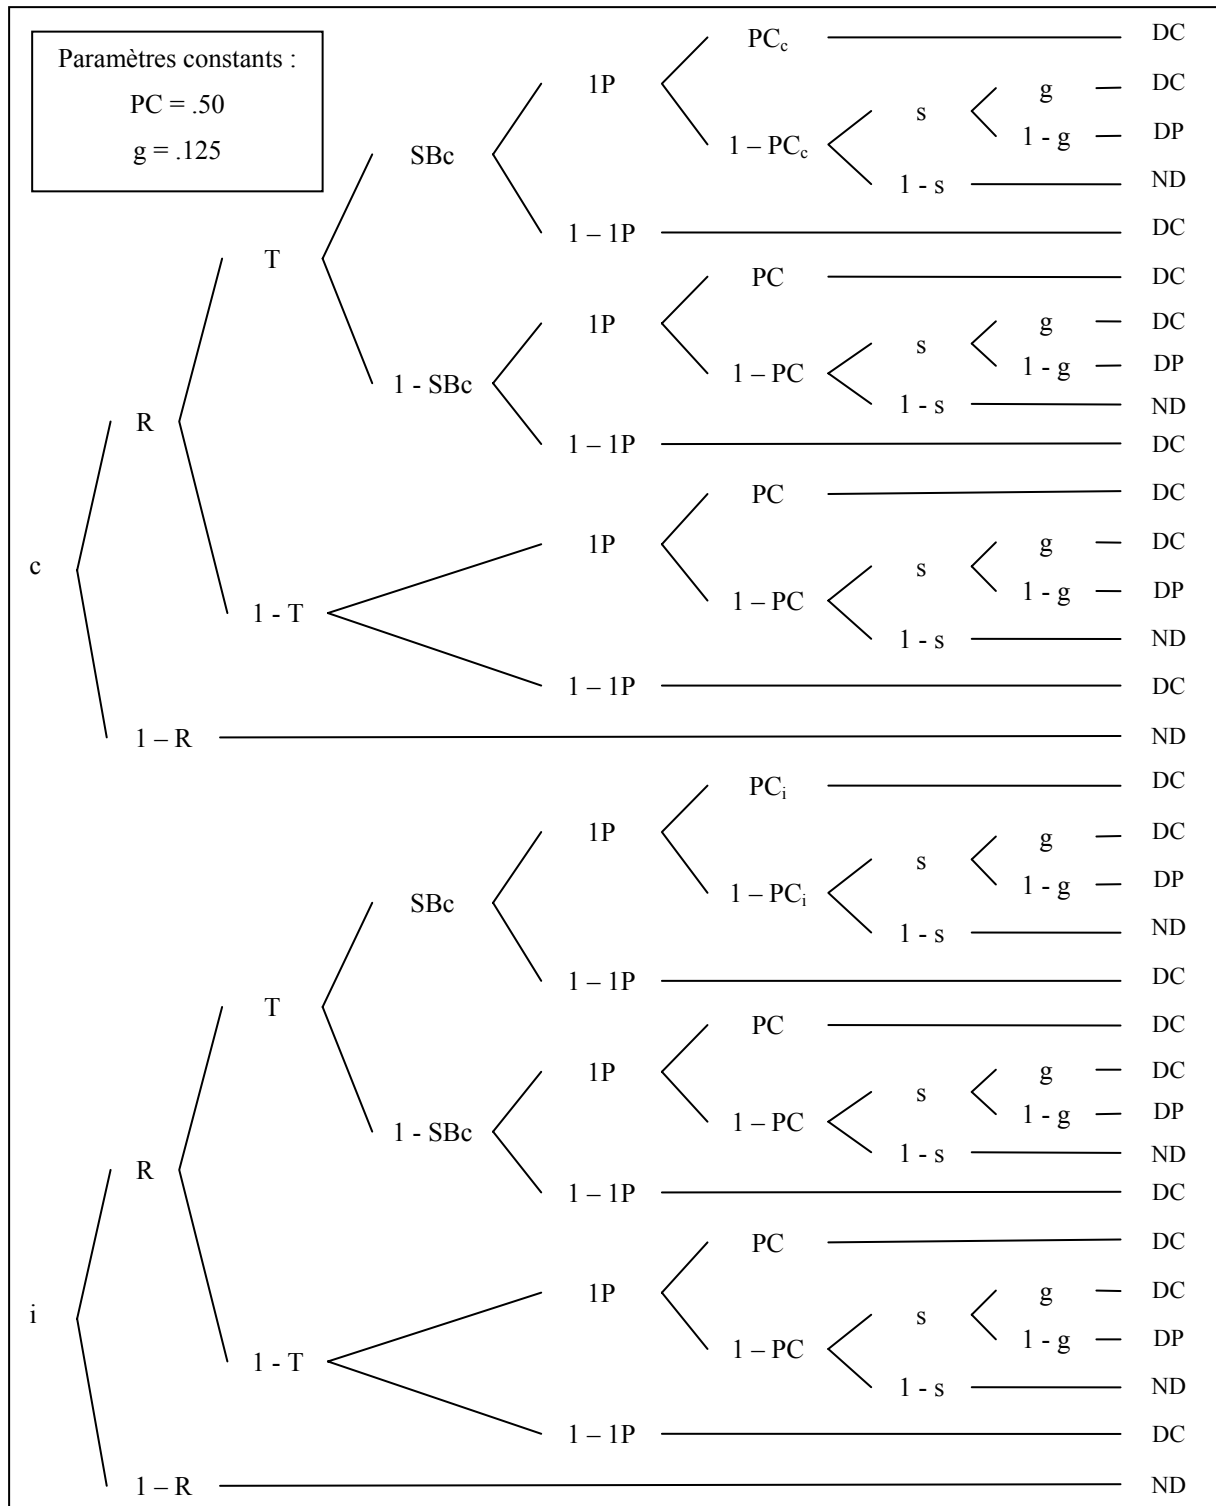 Paramètres constants :
PC = .50
g = .125
PCc DC
1P g DC
s
1 - g DP
SBc 1 – PCc
1 - s ND
1 – 1P DC
T
PC DC
1P g DC
s
1 - g DP
1 - SBc 1 – PC
1 - s ND
R
1 – 1P DC
PC DC
1P g DC
c s
1 - g DP
1 - T 1 – PC
1 - s ND
1 – 1P DC
1 – R ND
PCi DC
1P g DC
s
1 - g DP
SBc 1 – PCi
1 - s ND
1 – 1P DC
T
PC DC
1P g DC
s
1 - g DP
1 - SBc 1 – PC
1 - s ND
R
1 – 1P DC
PC DC
1P g DC
i s
1 - g DP
1 - T 1 – PC
1 - s ND
1 – 1P DC
1 – R ND